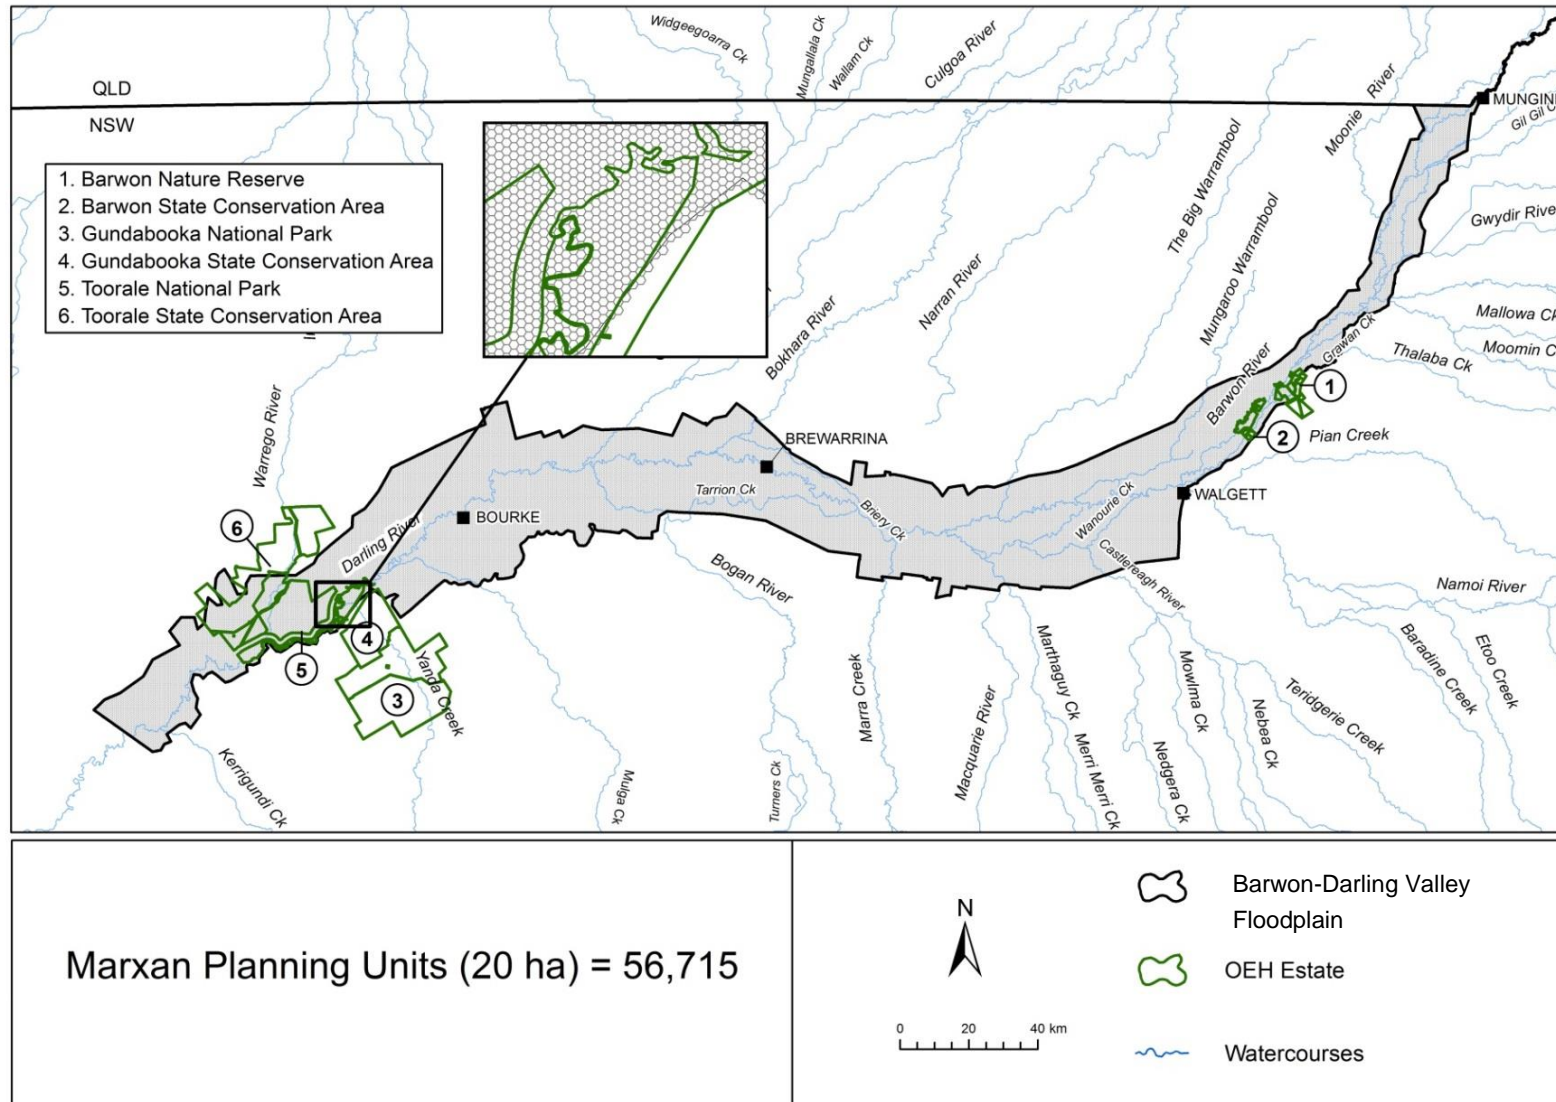 Widgeegoarra Ck
Mungallala Ck
Wallam Ck
Culgoa River
QLD
NSW
Moonie River
Gil Gil
1. Barwon Nature Reserve
2. Barwon State Conservation Area
3. Gundabooka National Park
4. Gundabooka State Conservation Area
5. Toorale National Park
6. Toorale State Conservation Area
The Big Warrambool
Mungaroo Warrambool
Gwydir
Narran River
Bokhara River
Mallowa
Moomin
Thalaba Ck
Grawan Ck
Barwon River
1
2
Pian Creek
Warrego River
BREWARRINA
Tarrion Ck
Briery Ck
Wanourie Ck
WALGETT
BOURKE
Darling River
6
Castlereagh River
Bogan River
Namoi River
4
5
3
Yanda Creek
Kerrigundi Ck
Mulga Ck
Turners Ck
Marra Creek
Macquarie River
Marthaguy Ck
Merri Merri Ck
Mowlma Ck
Nedgera Ck
Nebea Ck
Teridgerie Creek
Baradine Creek
Etoo Creek
Marxan Planning Units (20 ha) = 56,715
N
0 20 40 km
Barwon-Darling Valley
Floodplain
OEH Estate
Watercourses